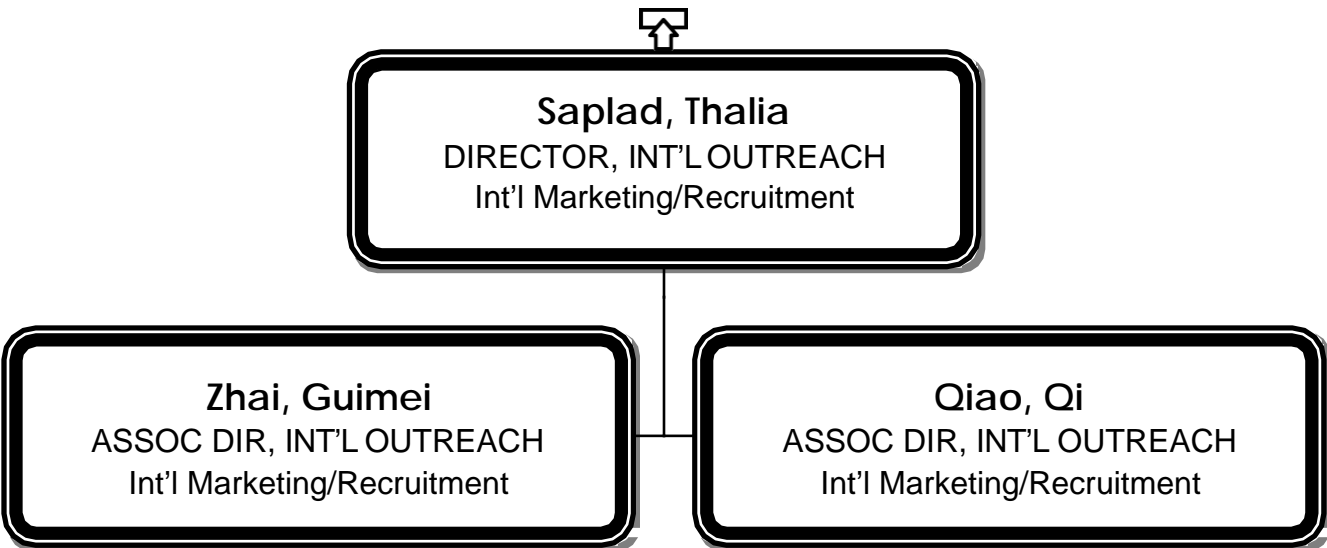 Saplad, Thalia
DIRECTOR, INT’L OUTREACH
Int’l Marketing/Recruitment
Zhai, Guimei
ASSOC DIR, INT’L OUTREACH
Int’l Marketing/Recruitment
Qiao, Qi
ASSOC DIR, INT’L OUTREACH
Int’l Marketing/Recruitment